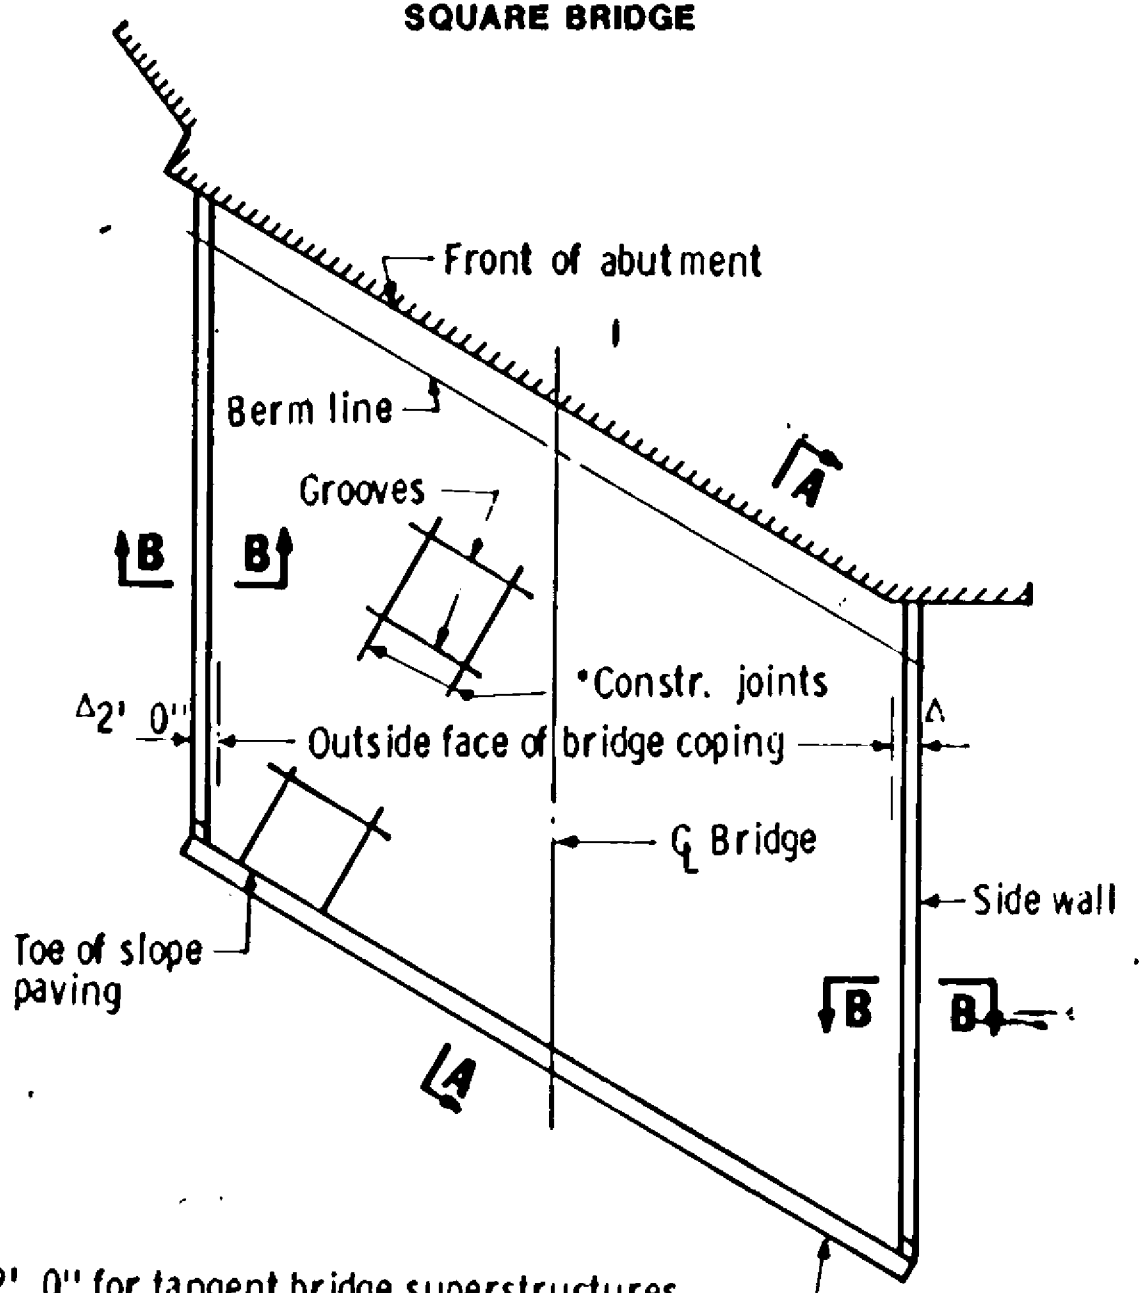 SQUARE BRIDGE
Front of abutment
Berm line
A
Grooves
B B
*Constr. joints
Δ2' 0" Δ
Outside face of bridge coping
℄ Bridge
Side wall
Toe of slope
paving
B B
A
2' 0" for tangent bridge superstructures